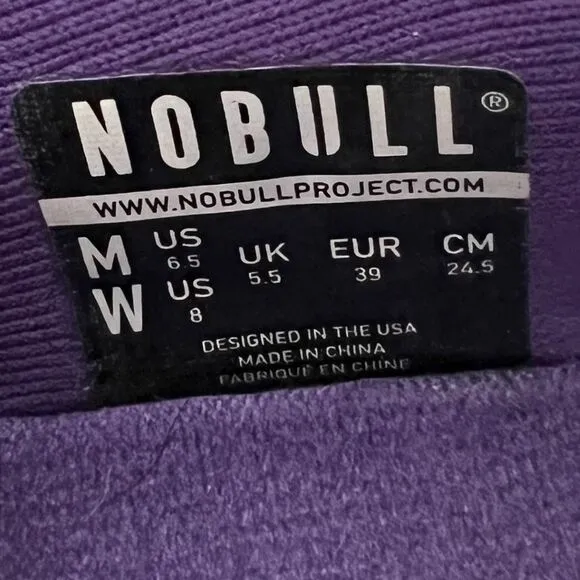 NOBULL®
WWW.NOBULLPROJECT.COM
M US 6.5 UK 5.5 EUR 39 CM 24.5
W US 8
DESIGNED IN THE USA
MADE IN CHINA
FABRIQUÉ EN CHINE